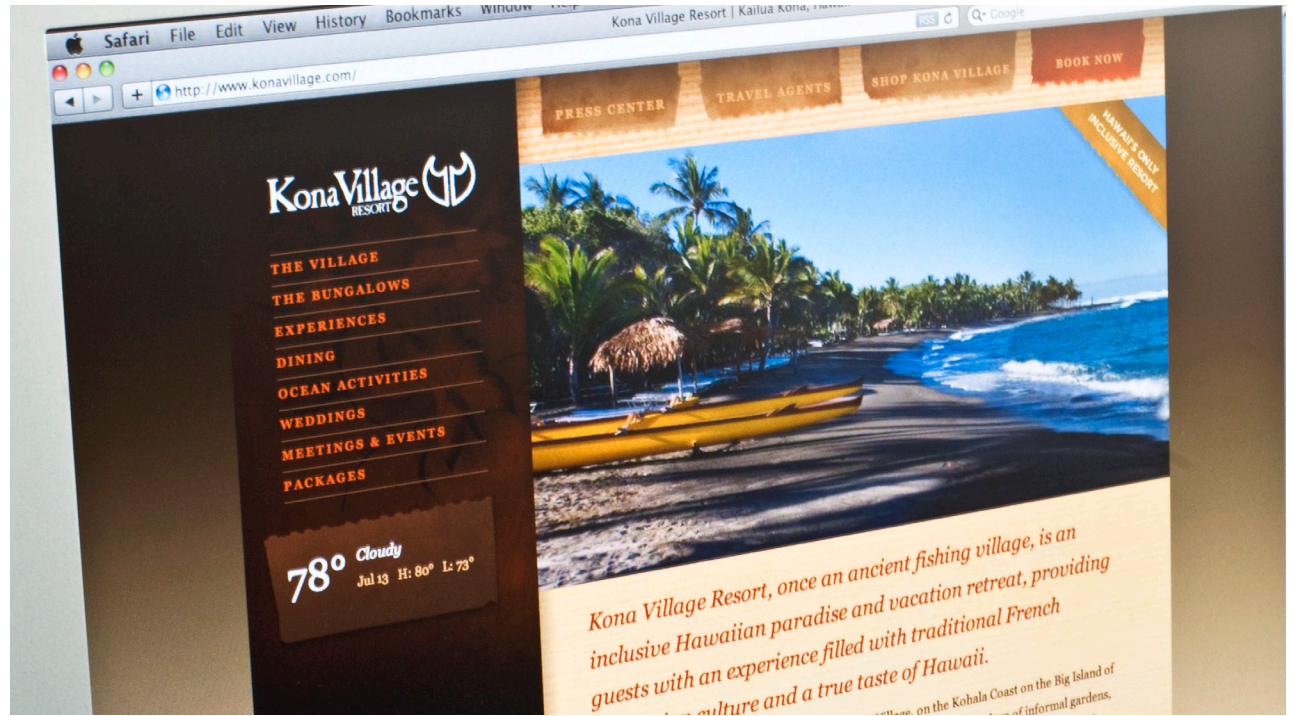 Safari File Edit View History Bookmarks Window Help
Kona Village Resort | Kailua Kona, Hawaii
http://www.konavillage.com/
RSS
Google
PRESS CENTER
TRAVEL AGENTS
SHOP KONA VILLAGE
BOOK NOW
HAWAII'S ONLY
INCLUSIVE RESORT
Kona Village
RESORT
THE VILLAGE
THE BUNGALOWS
EXPERIENCES
DINING
OCEAN ACTIVITIES
WEDDINGS
MEETINGS & EVENTS
PACKAGES
78° Cloudy
Jul 13 H: 80° L: 73°
Kona Village Resort, once an ancient fishing village, is an
inclusive Hawaiian paradise and vacation retreat, providing
guests with an experience filled with traditional French
culture and a true taste of Hawaii.
Village, on the Kohala Coast on the Big Island of
of informal gardens,